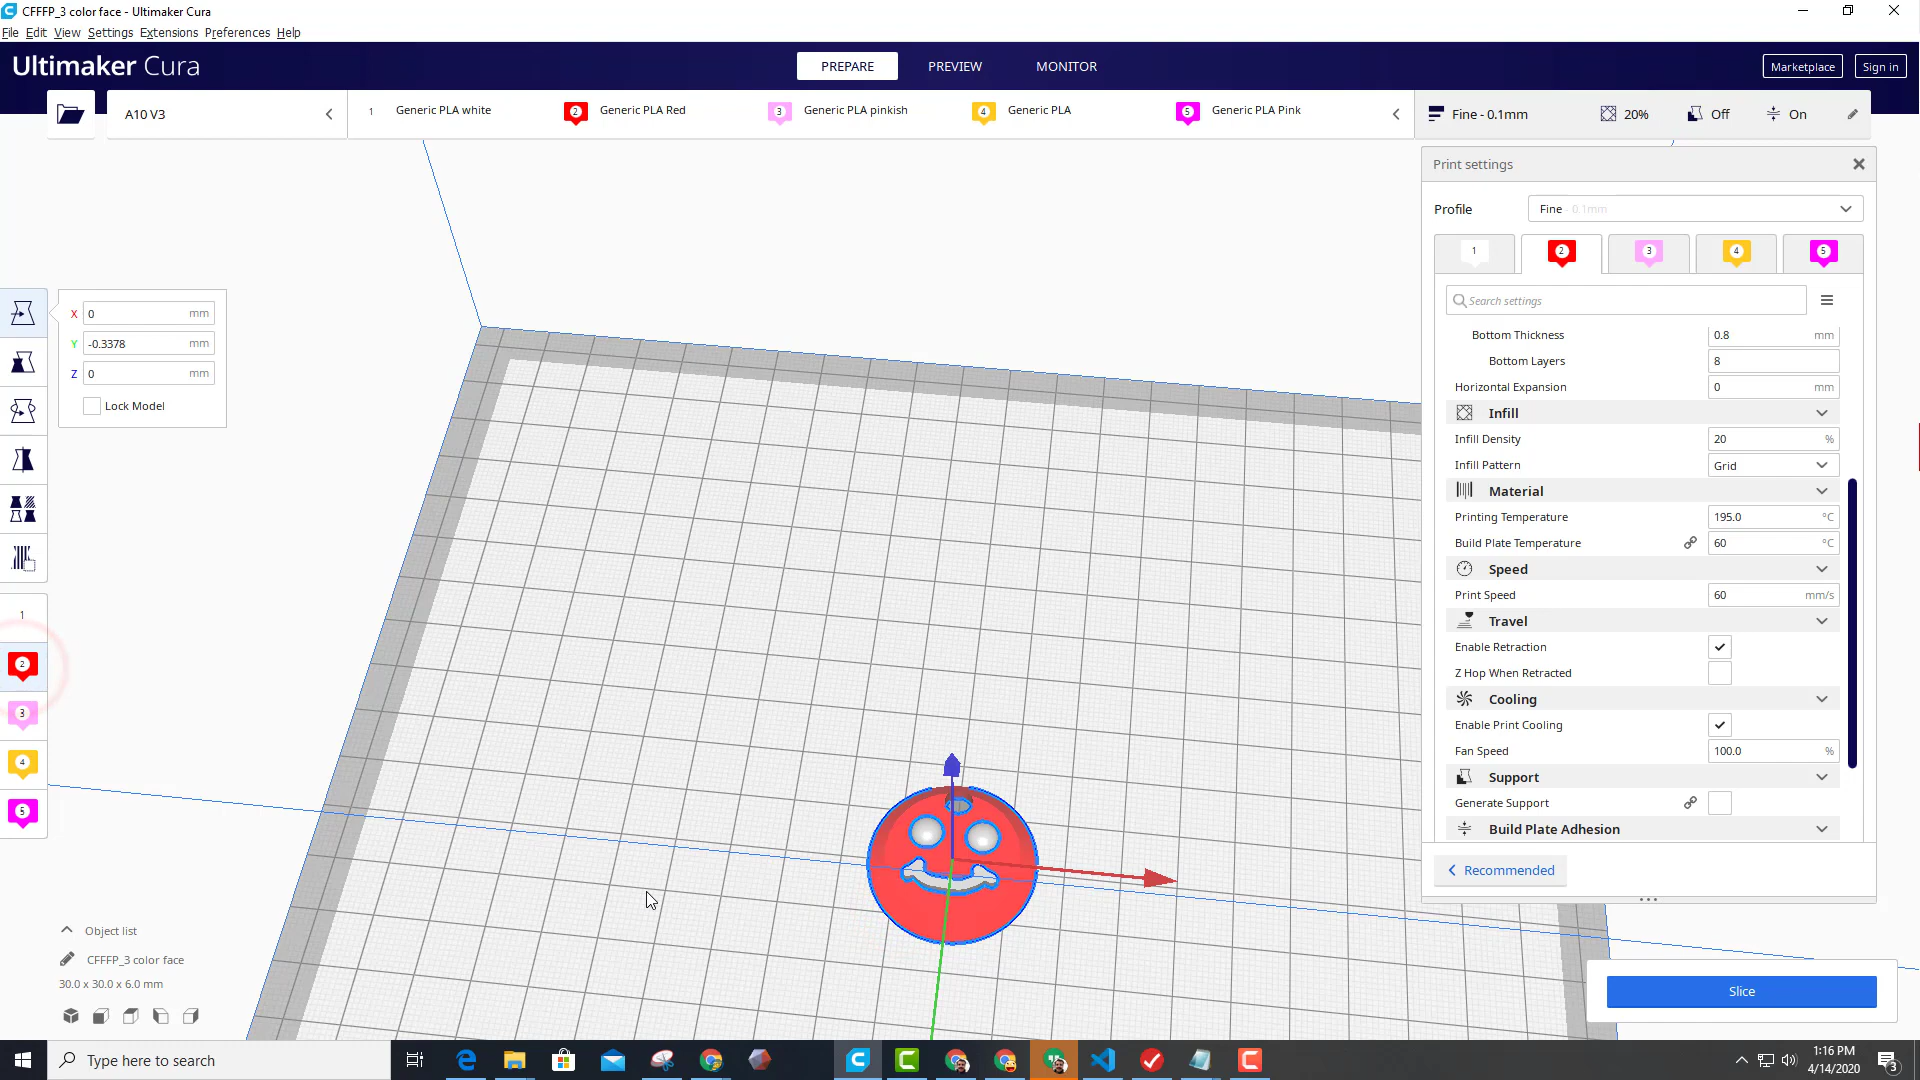 CFFFP_3 color face - Ultimaker Cura
File Edit View Settings Extensions Preferences Help
Ultimaker Cura
PREPARE
PREVIEW
MONITOR
Marketplace
Sign in
A10 V3
1 Generic PLA white
2 Generic PLA Red
3 Generic PLA pinkish
4 Generic PLA
5 Generic PLA Pink
Fine - 0.1mm
20%
Off
On
Print settings
Profile
Fine - 0.1mm
1 2 3 4 5
Search settings
Bottom Thickness 0.8 mm
Bottom Layers 8
Horizontal Expansion 0 mm
Infill
Infill Density 20 %
Infill Pattern Grid
Material
Printing Temperature 195.0 °C
Build Plate Temperature 60 °C
Speed
Print Speed 60 mm/s
Travel
Enable Retraction
Z Hop When Retracted
Cooling
Enable Print Cooling
Fan Speed 100.0 %
Support
Generate Support
Build Plate Adhesion
Recommended
X 0 mm
Y -0.3378 mm
Z 0 mm
Lock Model
1
2
3
4
5
Object list
CFFFP_3 color face
30.0 x 30.0 x 6.0 mm
Slice
Type here to search
1:16 PM
4/14/2020
3